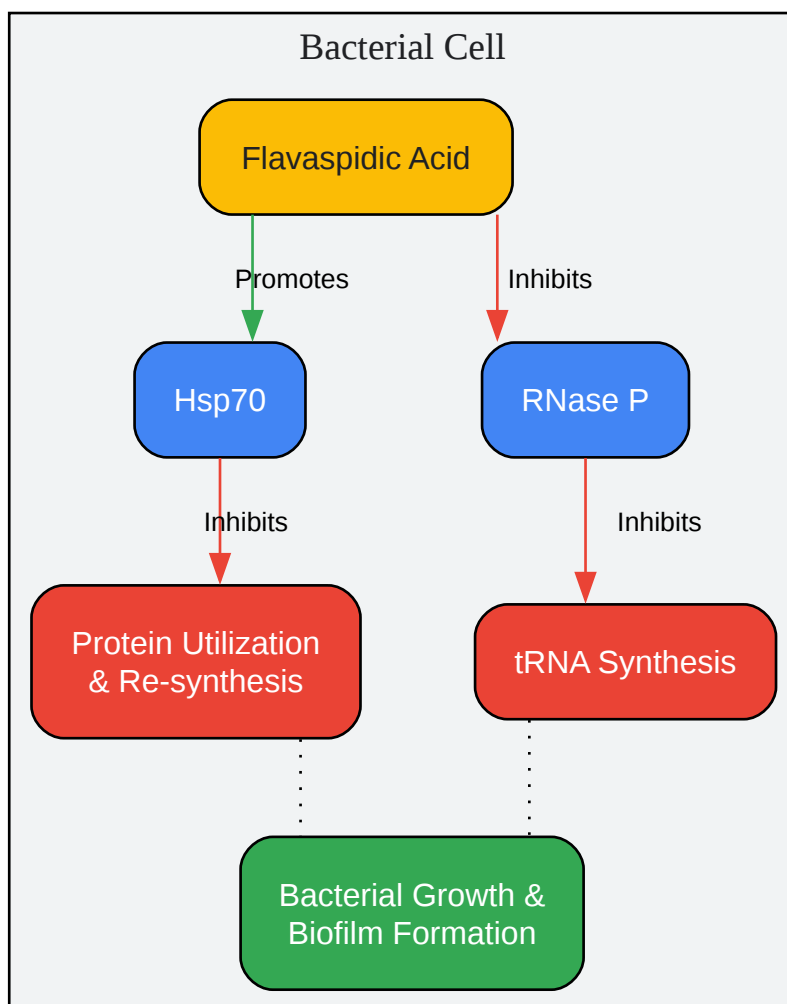 Bacterial Cell
Flavaspidic Acid
Promotes
Inhibits
Hsp70
RNase P
Inhibits
Inhibits
Protein Utilization
& Re-synthesis
tRNA Synthesis
Bacterial Growth &
Biofilm Formation